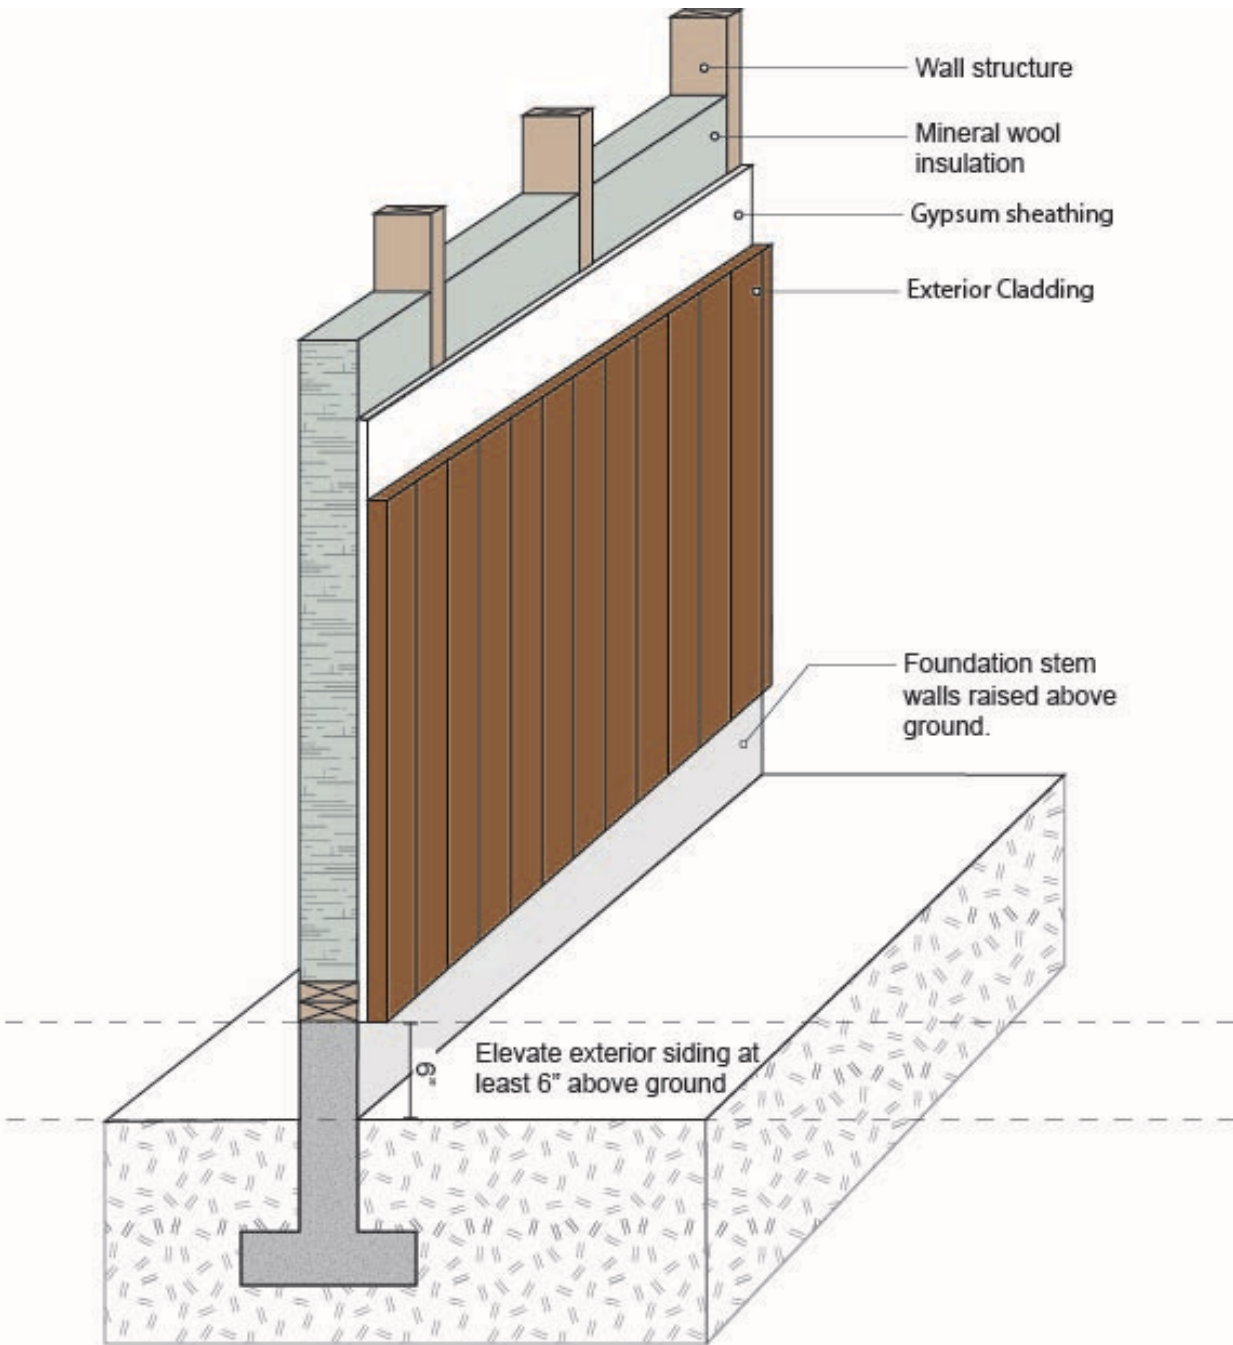 Wall structure
Mineral wool
insulation
Gypsum sheathing
Exterior Cladding
Foundation stem
walls raised above
ground.
Elevate exterior siding at
least 6" above ground
6"